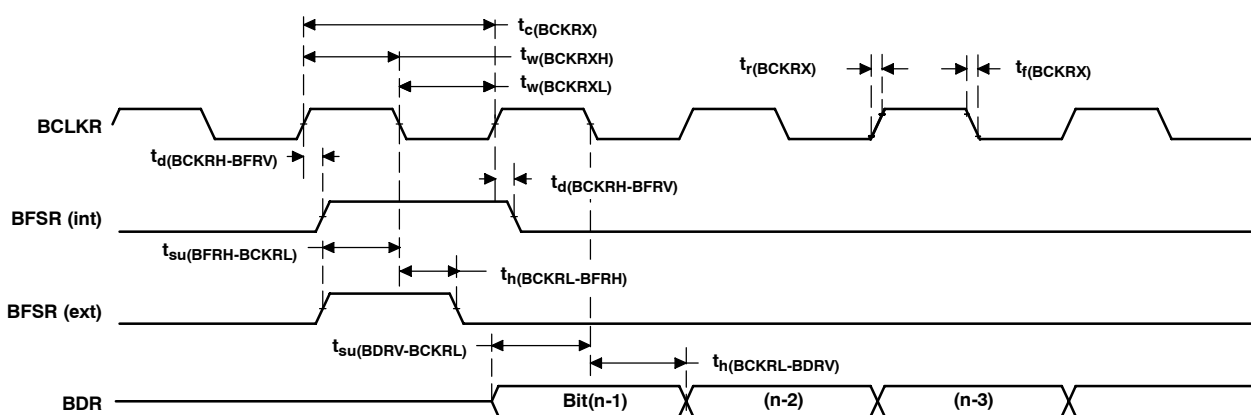 tc(BCKRX)
tw(BCKRXH)
tr(BCKRX)
tf(BCKRX)
tw(BCKRXL)
BCLKR
td(BCKRH-BFRV)
td(BCKRH-BFRV)
BFSR (int)
tsu(BFRH-BCKRL)
th(BCKRL-BFRH)
BFSR (ext)
tsu(BDRV-BCKRL)
th(BCKRL-BDRV)
BDR
Bit(n-1)
(n-2)
(n-3)